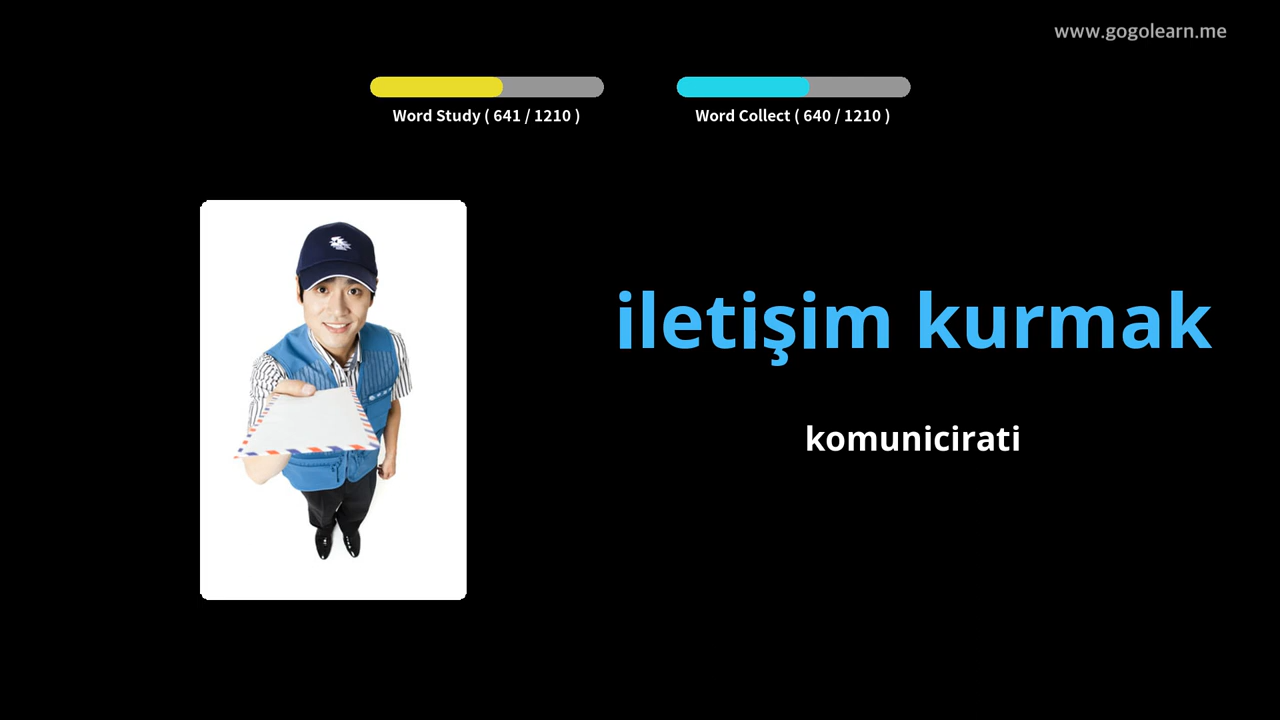 www.gogolearn.me
Word Study ( 641 / 1210 )
Word Collect ( 640 / 1210 )
iletişim kurmak
komunicirati